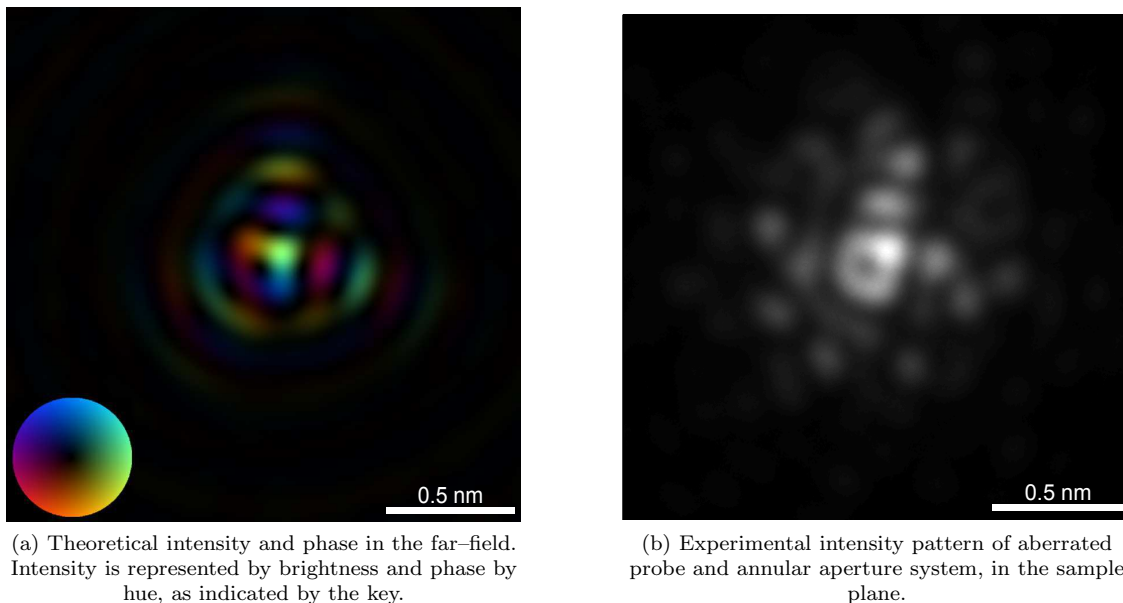 0.5 nm
0.5 nm
(a) Theoretical intensity and phase in the far–field.
Intensity is represented by brightness and phase by
hue, as indicated by the key.
(b) Experimental intensity pattern of aberrated
probe and annular aperture system, in the sample
plane.